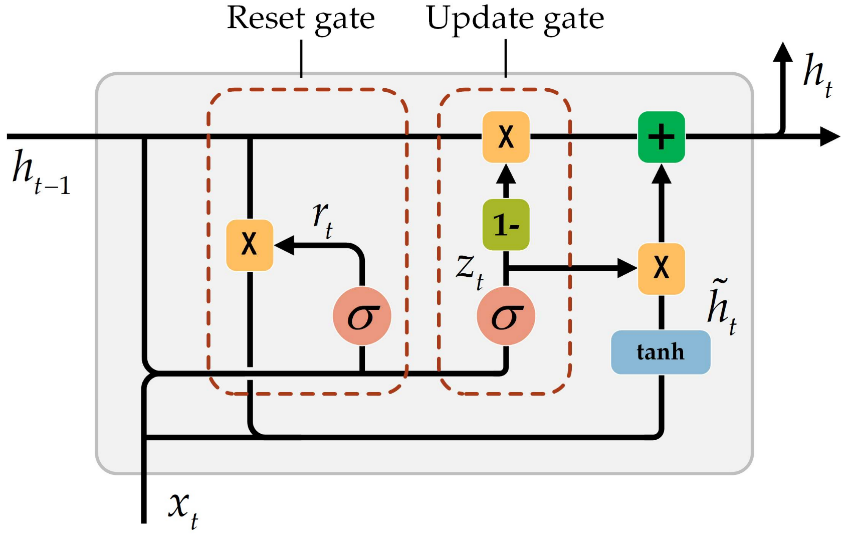 Reset gate Update gate
h_t
x +
h_{t−1}
r_t 1-
x z_t x
σ σ h̃_t
tanh
x_t